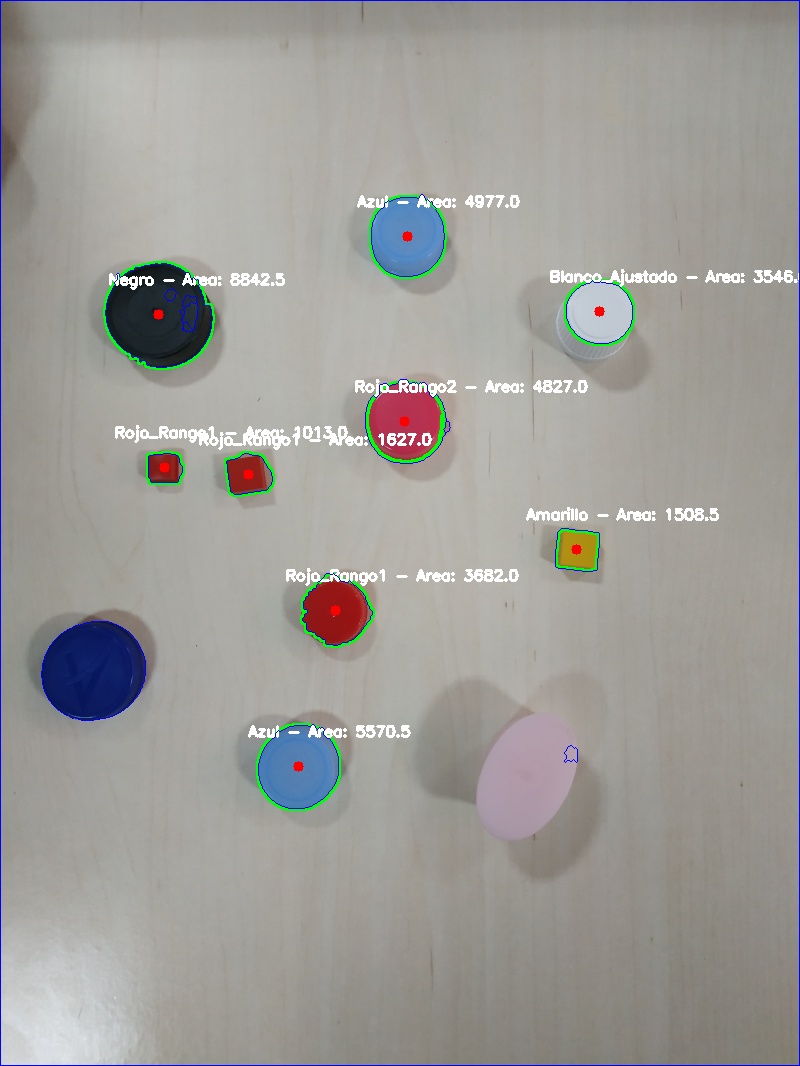 Azul - Area: 4977.0
Negro - Area: 8842.5
Blanco_Ajustado - Area: 3546.
Rojo_Rango2 - Area: 4827.0
Rojo_Rango1 - Area: 1013.0
Rojo_Rango1 - Area: 1627.0
Amarillo - Area: 1508.5
Rojo_Rango1 - Area: 3682.0
Azul - Area: 5570.5